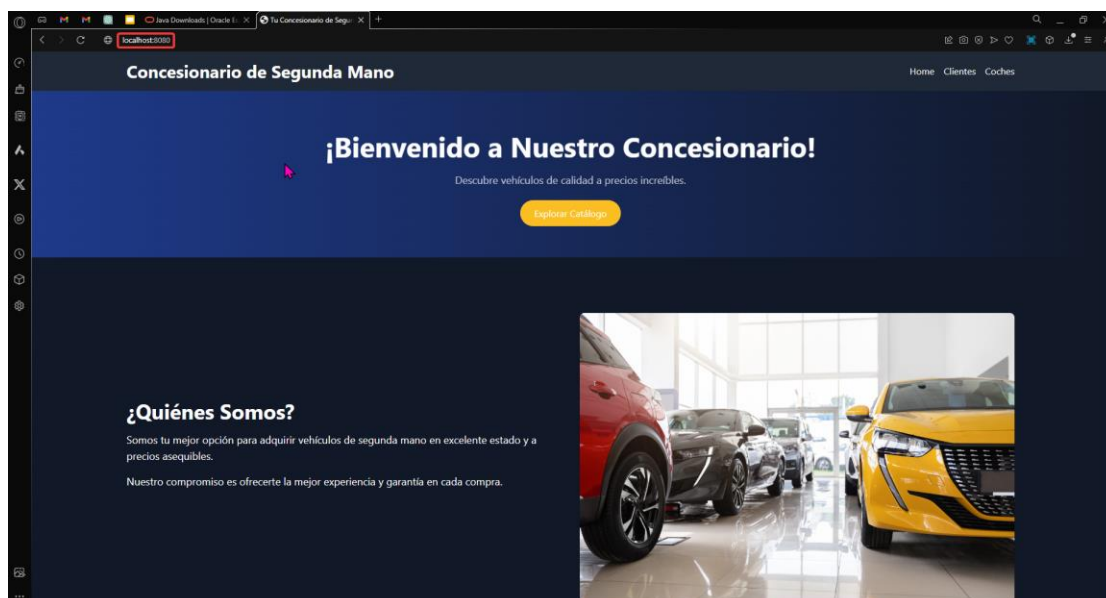 Java Downloads | Oracle Es
Tu Concesionario de Segu
localhost:8080
Concesionario de Segunda Mano
Home Clientes Coches
¡Bienvenido a Nuestro Concesionario!
Descubre vehículos de calidad a precios increíbles.
Explorar Catálogo
¿Quiénes Somos?
Somos tu mejor opción para adquirir vehículos de segunda mano en excelente estado y a
precios asequibles.
Nuestro compromiso es ofrecerte la mejor experiencia y garantía en cada compra.